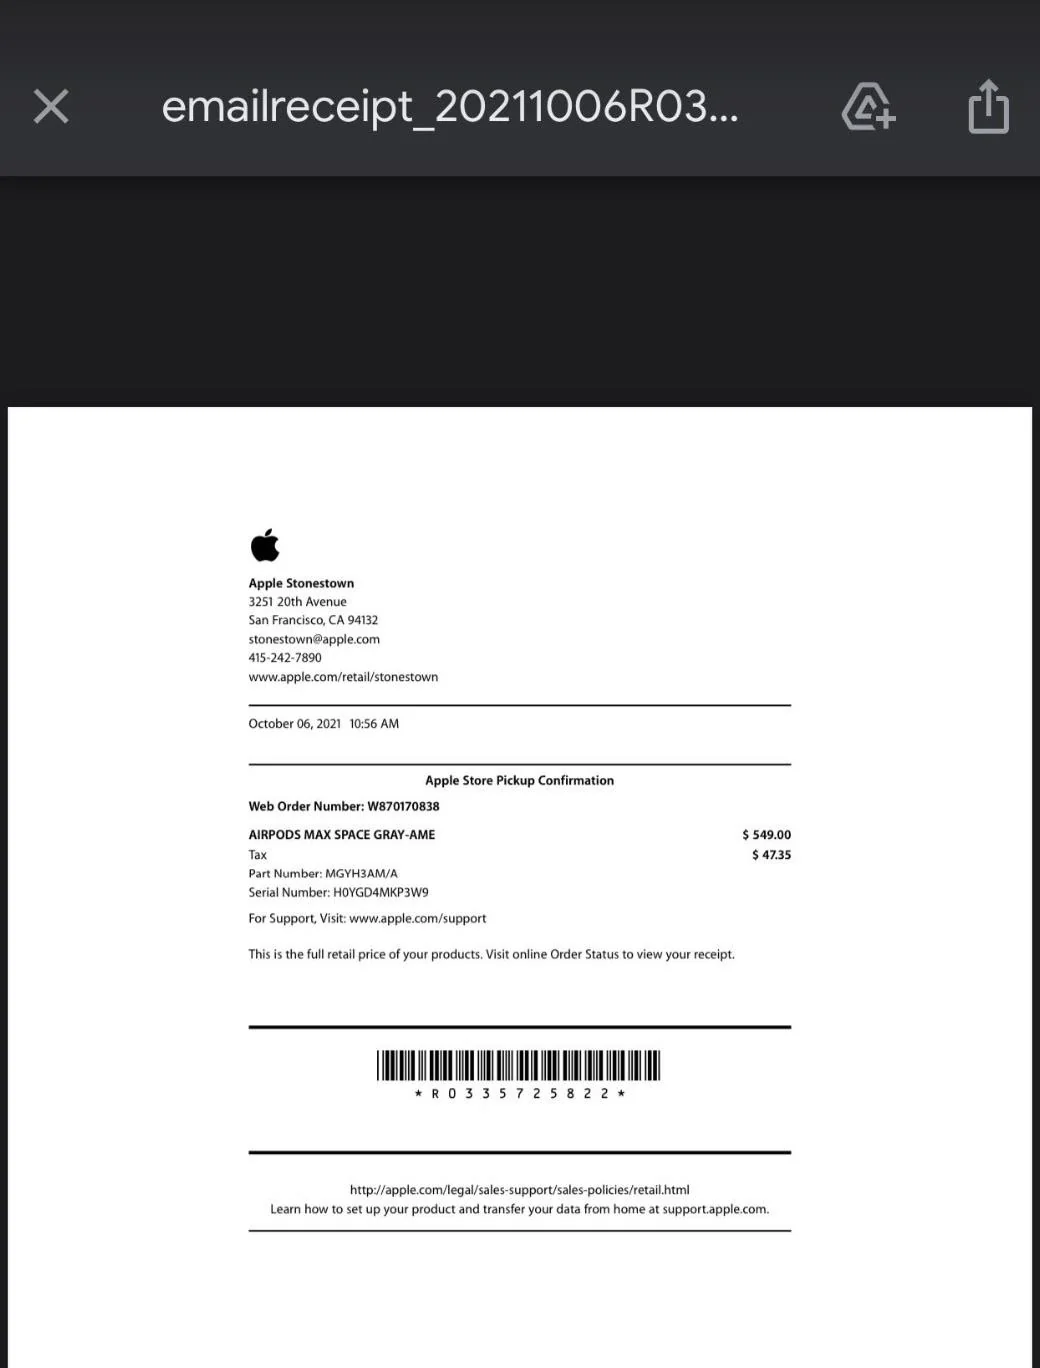 emailreceipt_20211006R03...
Apple Stonestown
3251 20th Avenue
San Francisco, CA 94132
stonestown@apple.com
415-242-7890
www.apple.com/retail/stonestown
October 06, 2021 10:56 AM
Apple Store Pickup Confirmation
Web Order Number: W870170838
AIRPODS MAX SPACE GRAY-AME $ 549.00
Tax $ 47.35
Part Number: MGYH3AM/A
Serial Number: H0YGD4MKP3W9
For Support, Visit: www.apple.com/support
This is the full retail price of your products. Visit online Order Status to view your receipt.
* R 0 3 3 5 7 2 5 8 2 2 *
http://apple.com/legal/sales-support/sales-policies/retail.html
Learn how to set up your product and transfer your data from home at support.apple.com.